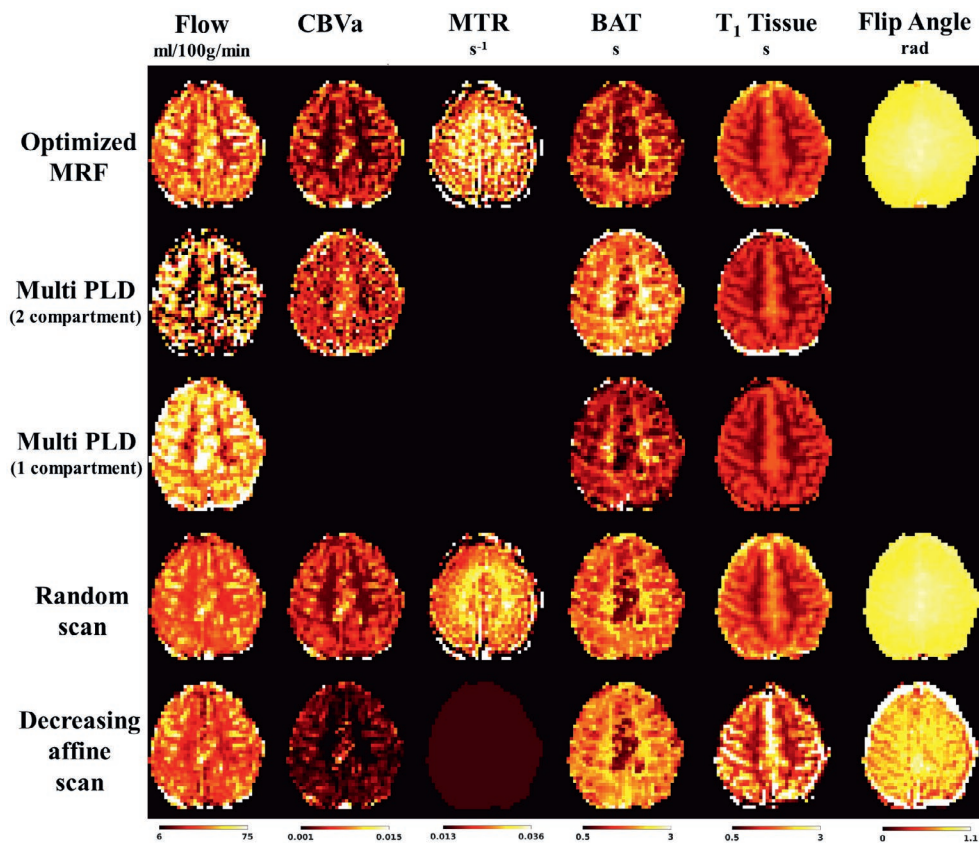 Flow CBVa MTR BAT T₁ Tissue Flip Angle
ml/100g/min s⁻¹ s s rad
Optimized
MRF
Multi PLD
(2 compartment)
Multi PLD
(1 compartment)
Random
scan
Decreasing
affine
scan
6 75 0.001 0.015 0.013 0.036 0.5 3 0.5 3 0 1.1